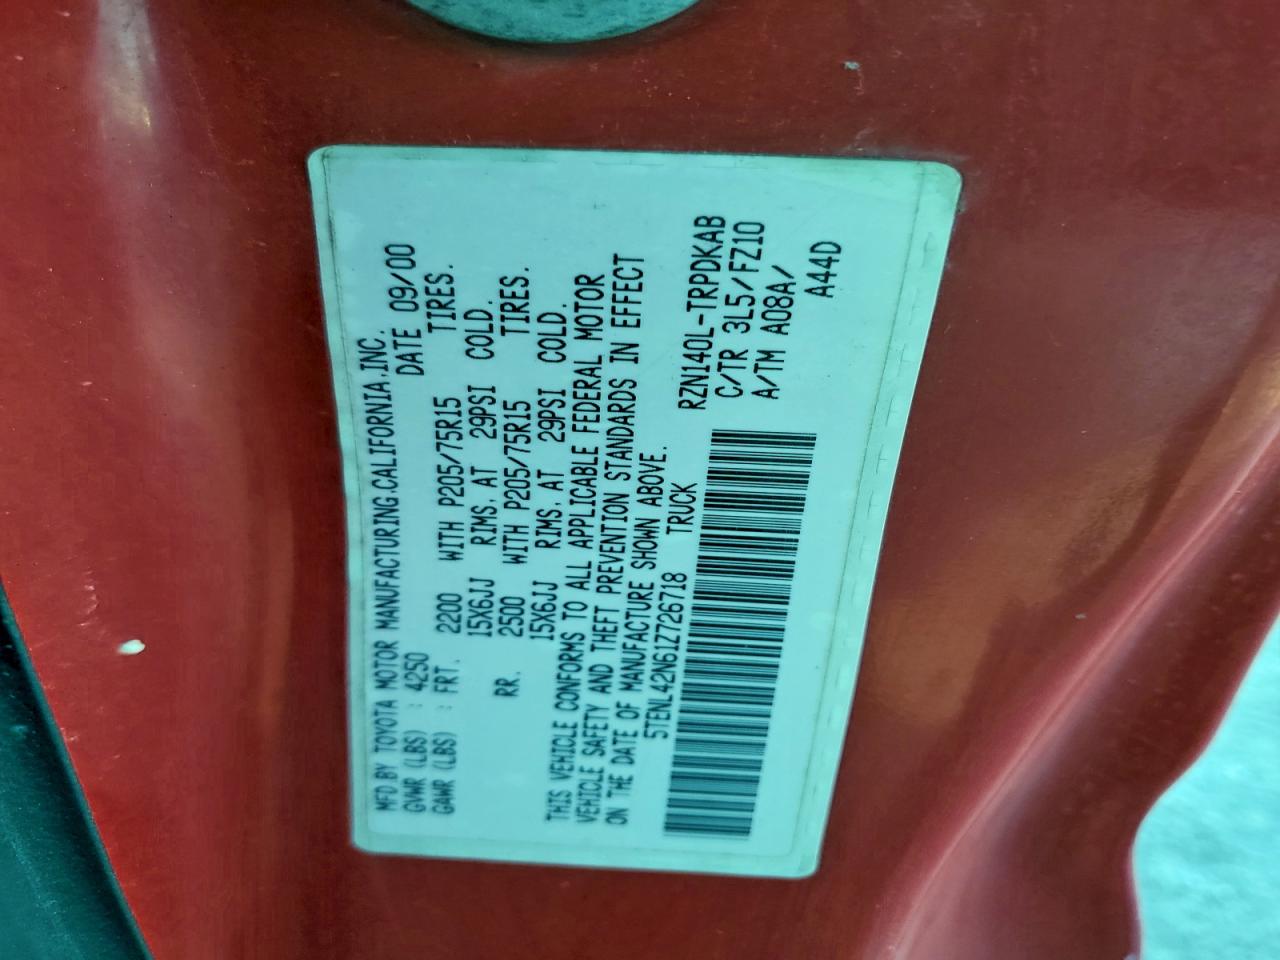 MFD BY TOYOTA MOTOR MANUFACTURING CALIFORNIA, INC.
GVWR (LBS) : 4250 DATE 09/00
GAWR (LBS) : FRT. 2200 WITH P205/75R15 TIRES.
15X6JJ RIMS, AT 29PSI COLD.
RR. 2500 WITH P205/75R15 TIRES.
15X6JJ RIMS, AT 29PSI COLD.
THIS VEHICLE CONFORMS TO ALL APPLICABLE FEDERAL MOTOR
VEHICLE SAFETY AND THEFT PREVENTION STANDARDS IN EFFECT
ON THE DATE OF MANUFACTURE SHOWN ABOVE.
5TENL42N61Z726718 TRUCK
RZN140L-TRPDKAB
C/TR 3L5/FZ10
A/TM A08A/
A44D